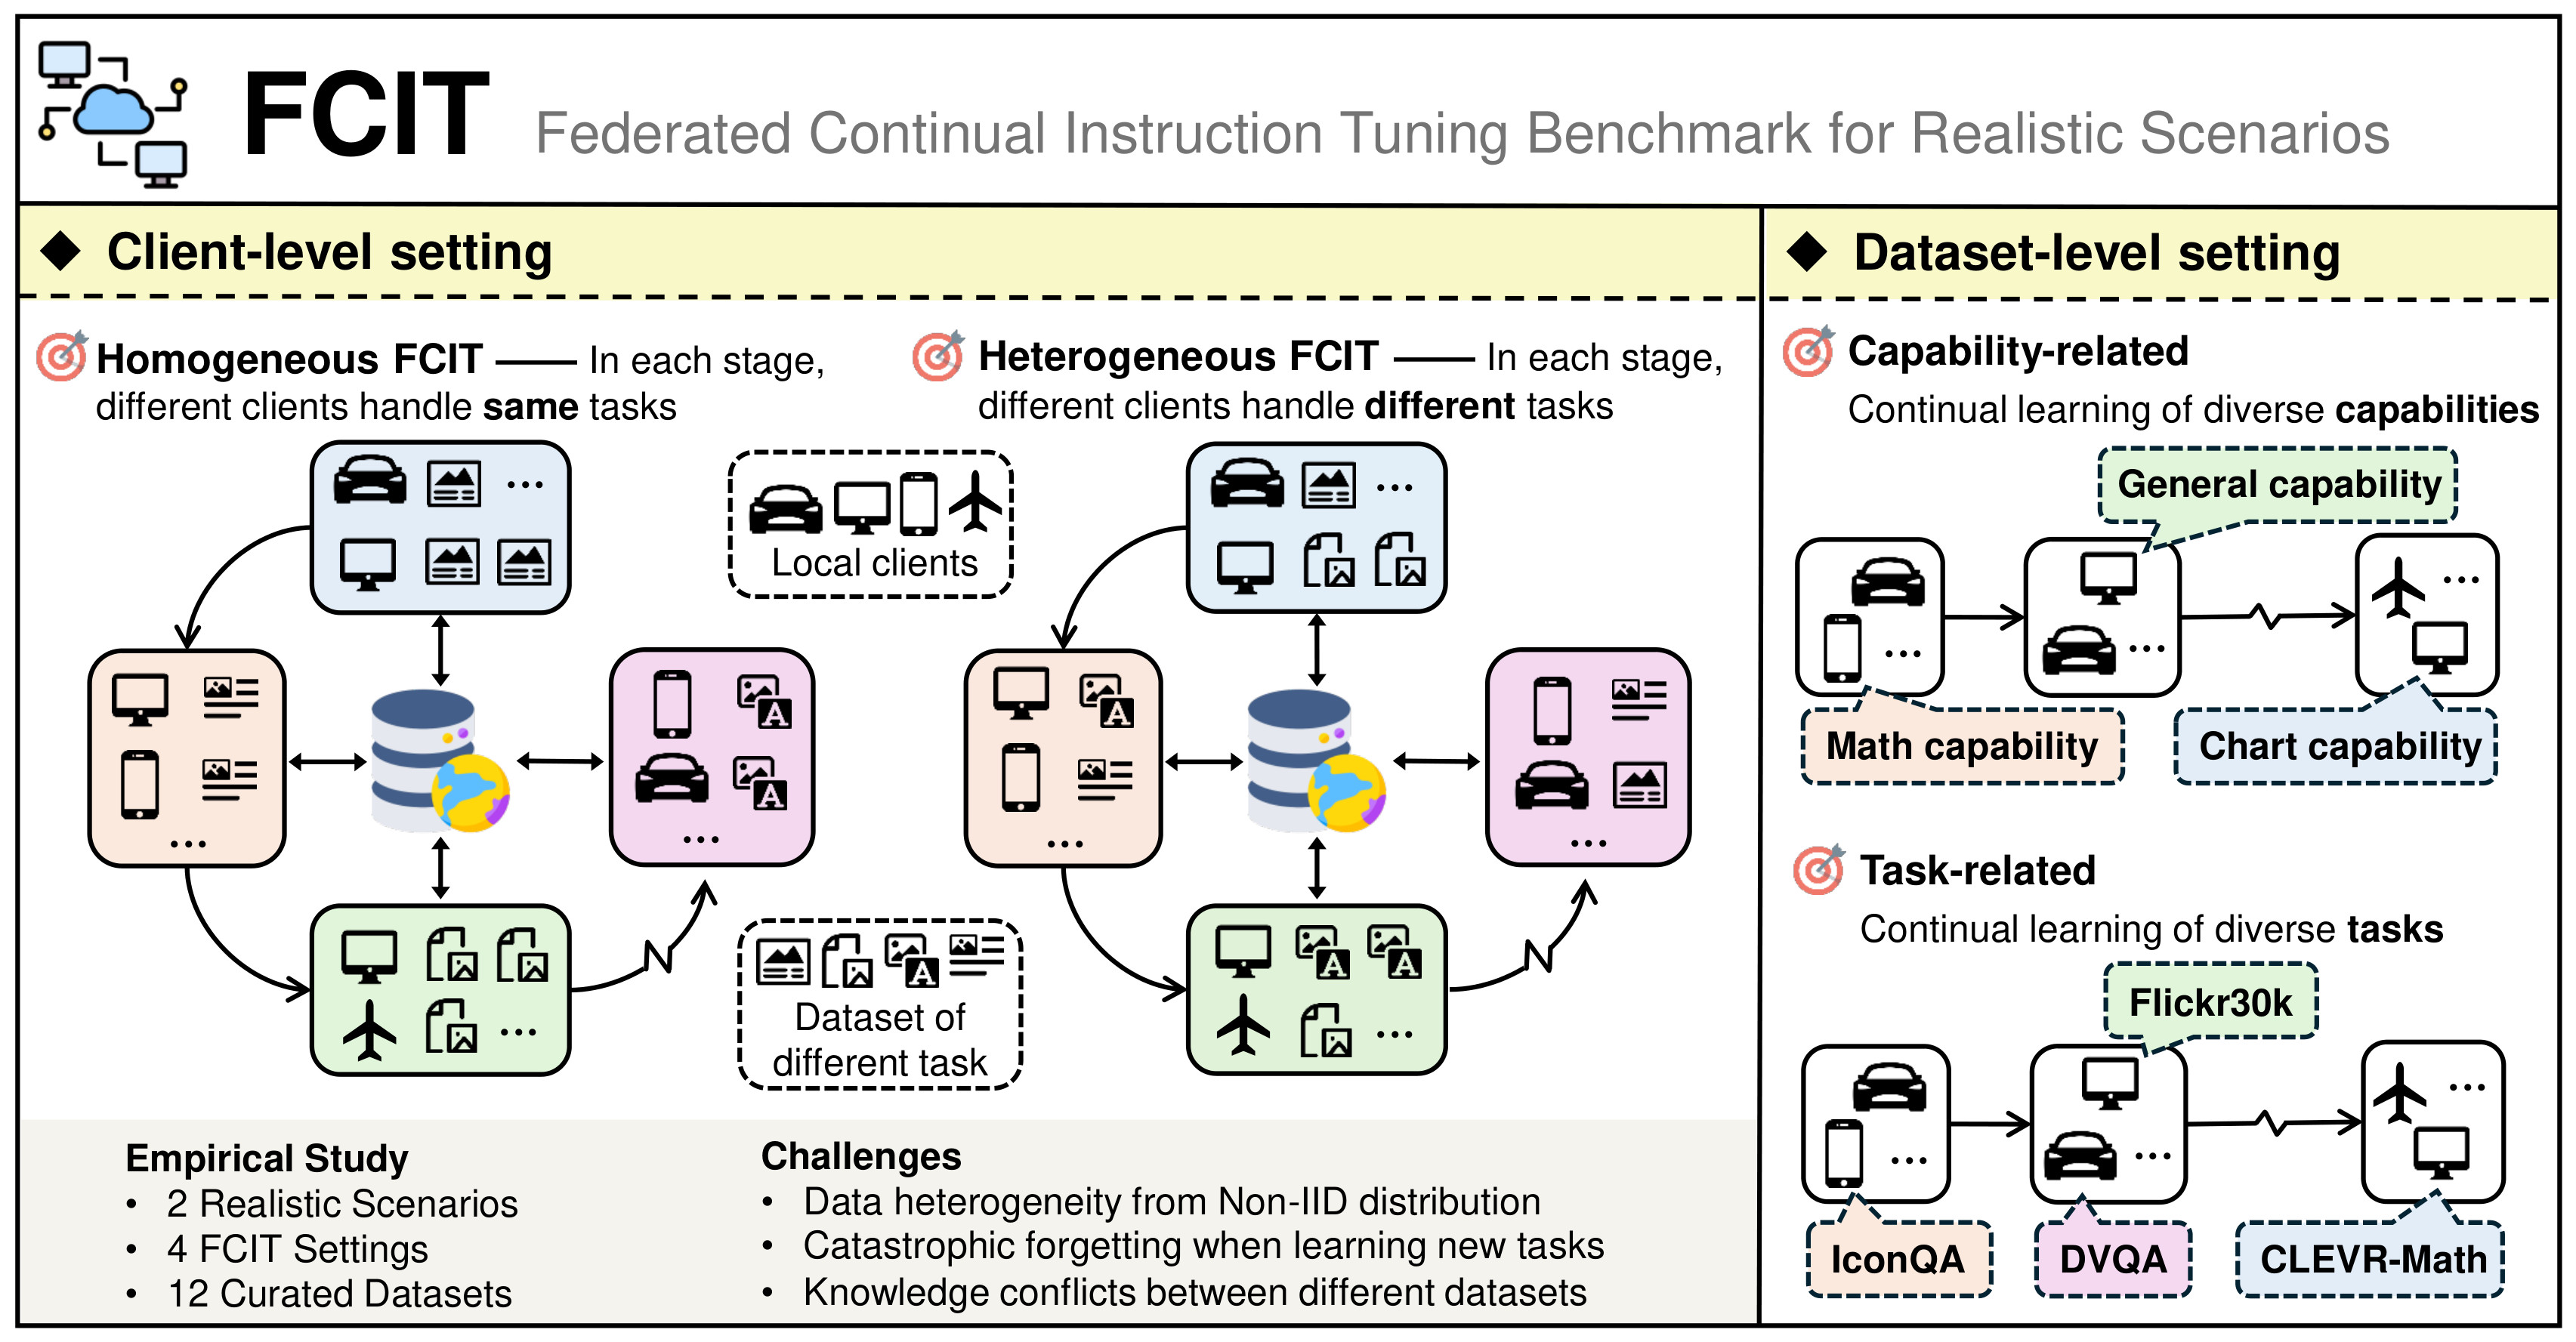 FCIT Federated Continual Instruction Tuning Benchmark for Realistic Scenarios
◆ Client-level setting
Homogeneous FCIT —— In each stage,
different clients handle same tasks
Heterogeneous FCIT —— In each stage,
different clients handle different tasks
...
Local clients
...
...
...
...
...
A
A
A
A
A
A
...
...
Dataset of
different task
A
...
Empirical Study
• 2 Realistic Scenarios
• 4 FCIT Settings
• 12 Curated Datasets
Challenges
• Data heterogeneity from Non-IID distribution
• Catastrophic forgetting when learning new tasks
• Knowledge conflicts between different datasets
◆ Dataset-level setting
Capability-related
Continual learning of diverse capabilities
General capability
...
...
...
Math capability
Chart capability
Task-related
Continual learning of diverse tasks
Flickr30k
...
...
...
IconQA
DVQA
CLEVR-Math